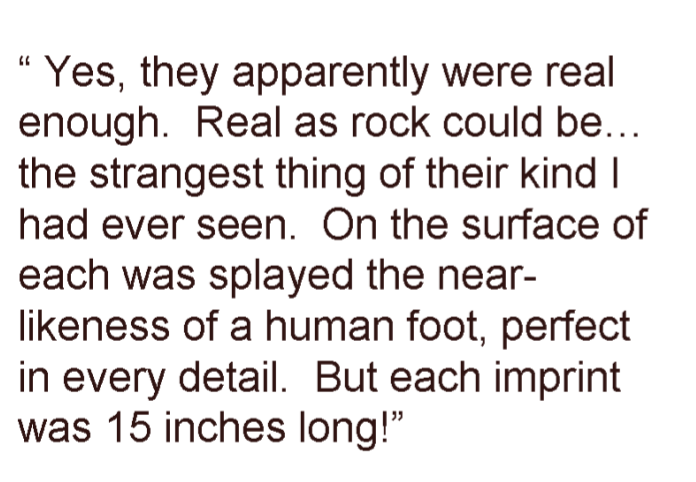 “ Yes, they apparently were real
enough.  Real as rock could be…
the strangest thing of their kind I
had ever seen.  On the surface of
each was splayed the near-
likeness of a human foot, perfect
in every detail.  But each imprint
was 15 inches long!”